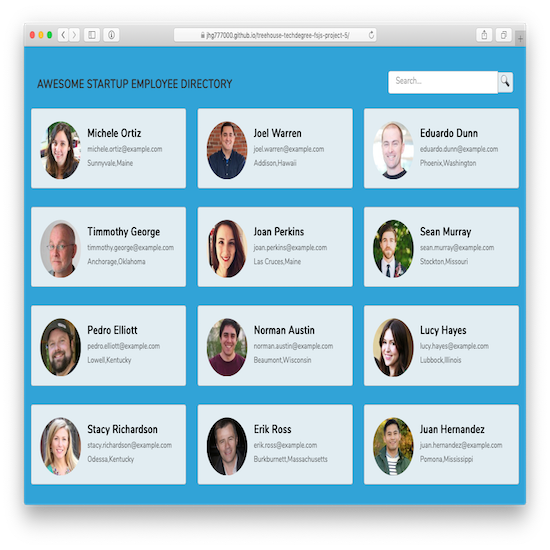 jhg777000.github.io/treehouse-techdegree-fsjs-project-5/
AWESOME STARTUP EMPLOYEE DIRECTORY
Search...
Michele Ortiz
michele.ortiz@example.com
Sunnyvale,Maine
Joel Warren
joel.warren@example.com
Addison,Hawaii
Eduardo Dunn
eduardo.dunn@example.com
Phoenix,Washington
Timmothy George
timmothy.george@example.com
Anchorage,Oklahoma
Joan Perkins
joan.perkins@example.com
Las Cruces,Maine
Sean Murray
sean.murray@example.com
Stockton,Missouri
Pedro Elliott
pedro.elliott@example.com
Lowell,Kentucky
Norman Austin
norman.austin@example.com
Beaumont,Wisconsin
Lucy Hayes
lucy.hayes@example.com
Lubbock,Illinois
Stacy Richardson
stacy.richardson@example.com
Odessa,Kentucky
Erik Ross
erik.ross@example.com
Burkburnett,Massachusetts
Juan Hernandez
juan.hernandez@example.com
Pomona,Mississippi